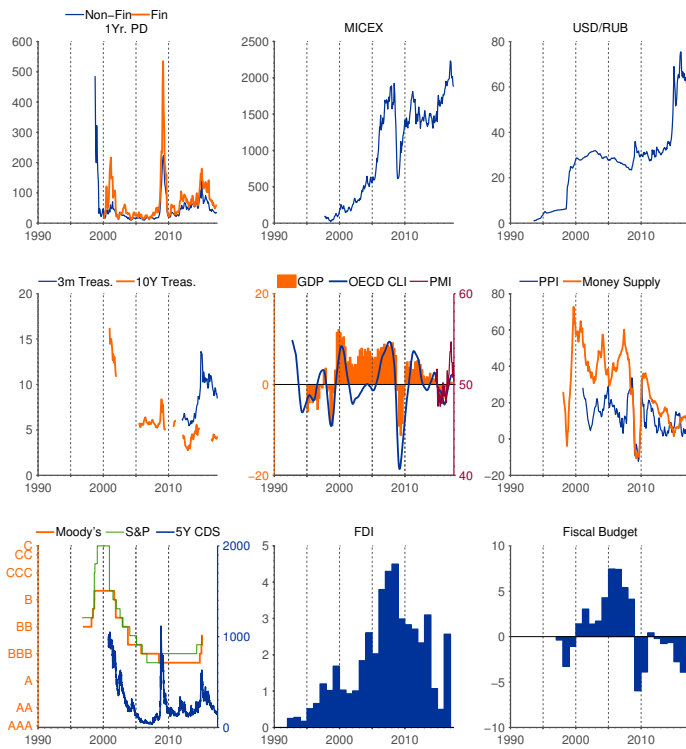 Non−Fin Fin
1Yr. PD MICEX USD/RUB
600
500
400
300
200
100
0
1990 2000 2010
2500
2000
1500
1000
500
0
1990 2000 2010
80
60
40
20
0
1990 2000 2010
3m Treas. 10Y Treas.
20
15
10
5
0
1990 2000 2010
GDP OECD CLI PMI
20
0
−20
60
50
40
1990 2000 2010
PPI Money Supply
80
60
40
20
0
−20
1990 2000 2010
Moody's S&P 5Y CDS
C
CC
CCC
B
BB
BBB
A
AA
AAA
2000
1000
0
1990 2000 2010
FDI
5
4
3
2
1
0
1990 2000 2010
Fiscal Budget
10
5
0
−5
−10
1990 2000 2010